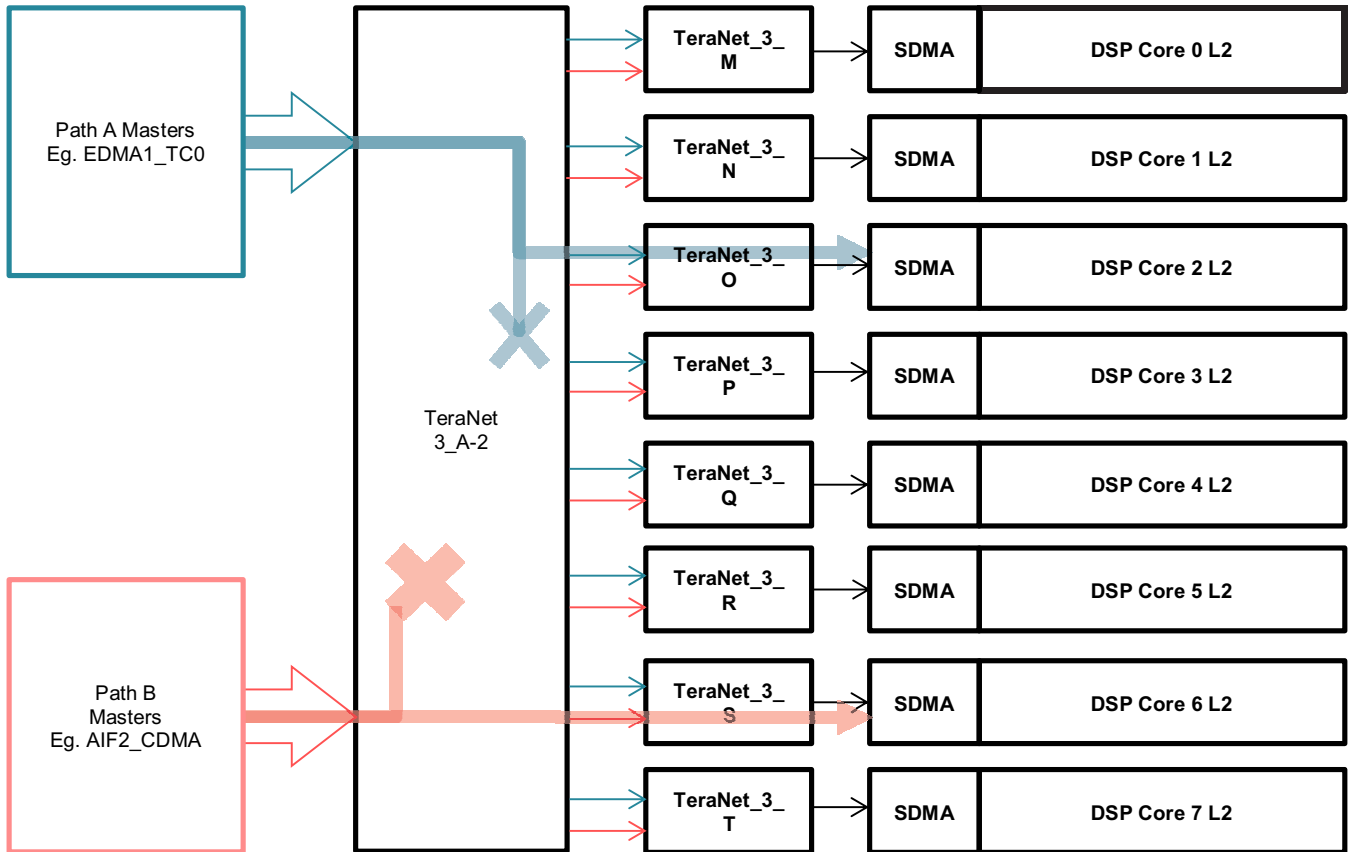 Path A Masters
Eg. EDMA1_TC0
TeraNet
3_A-2
Path B
Masters
Eg. AIF2_CDMA
TeraNet_3_
M
SDMA
DSP Core 0 L2
TeraNet_3_
N
SDMA
DSP Core 1 L2
TeraNet_3_
O
SDMA
DSP Core 2 L2
TeraNet_3_
P
SDMA
DSP Core 3 L2
TeraNet_3_
Q
SDMA
DSP Core 4 L2
TeraNet_3_
R
SDMA
DSP Core 5 L2
TeraNet_3_
S
SDMA
DSP Core 6 L2
TeraNet_3_
T
SDMA
DSP Core 7 L2